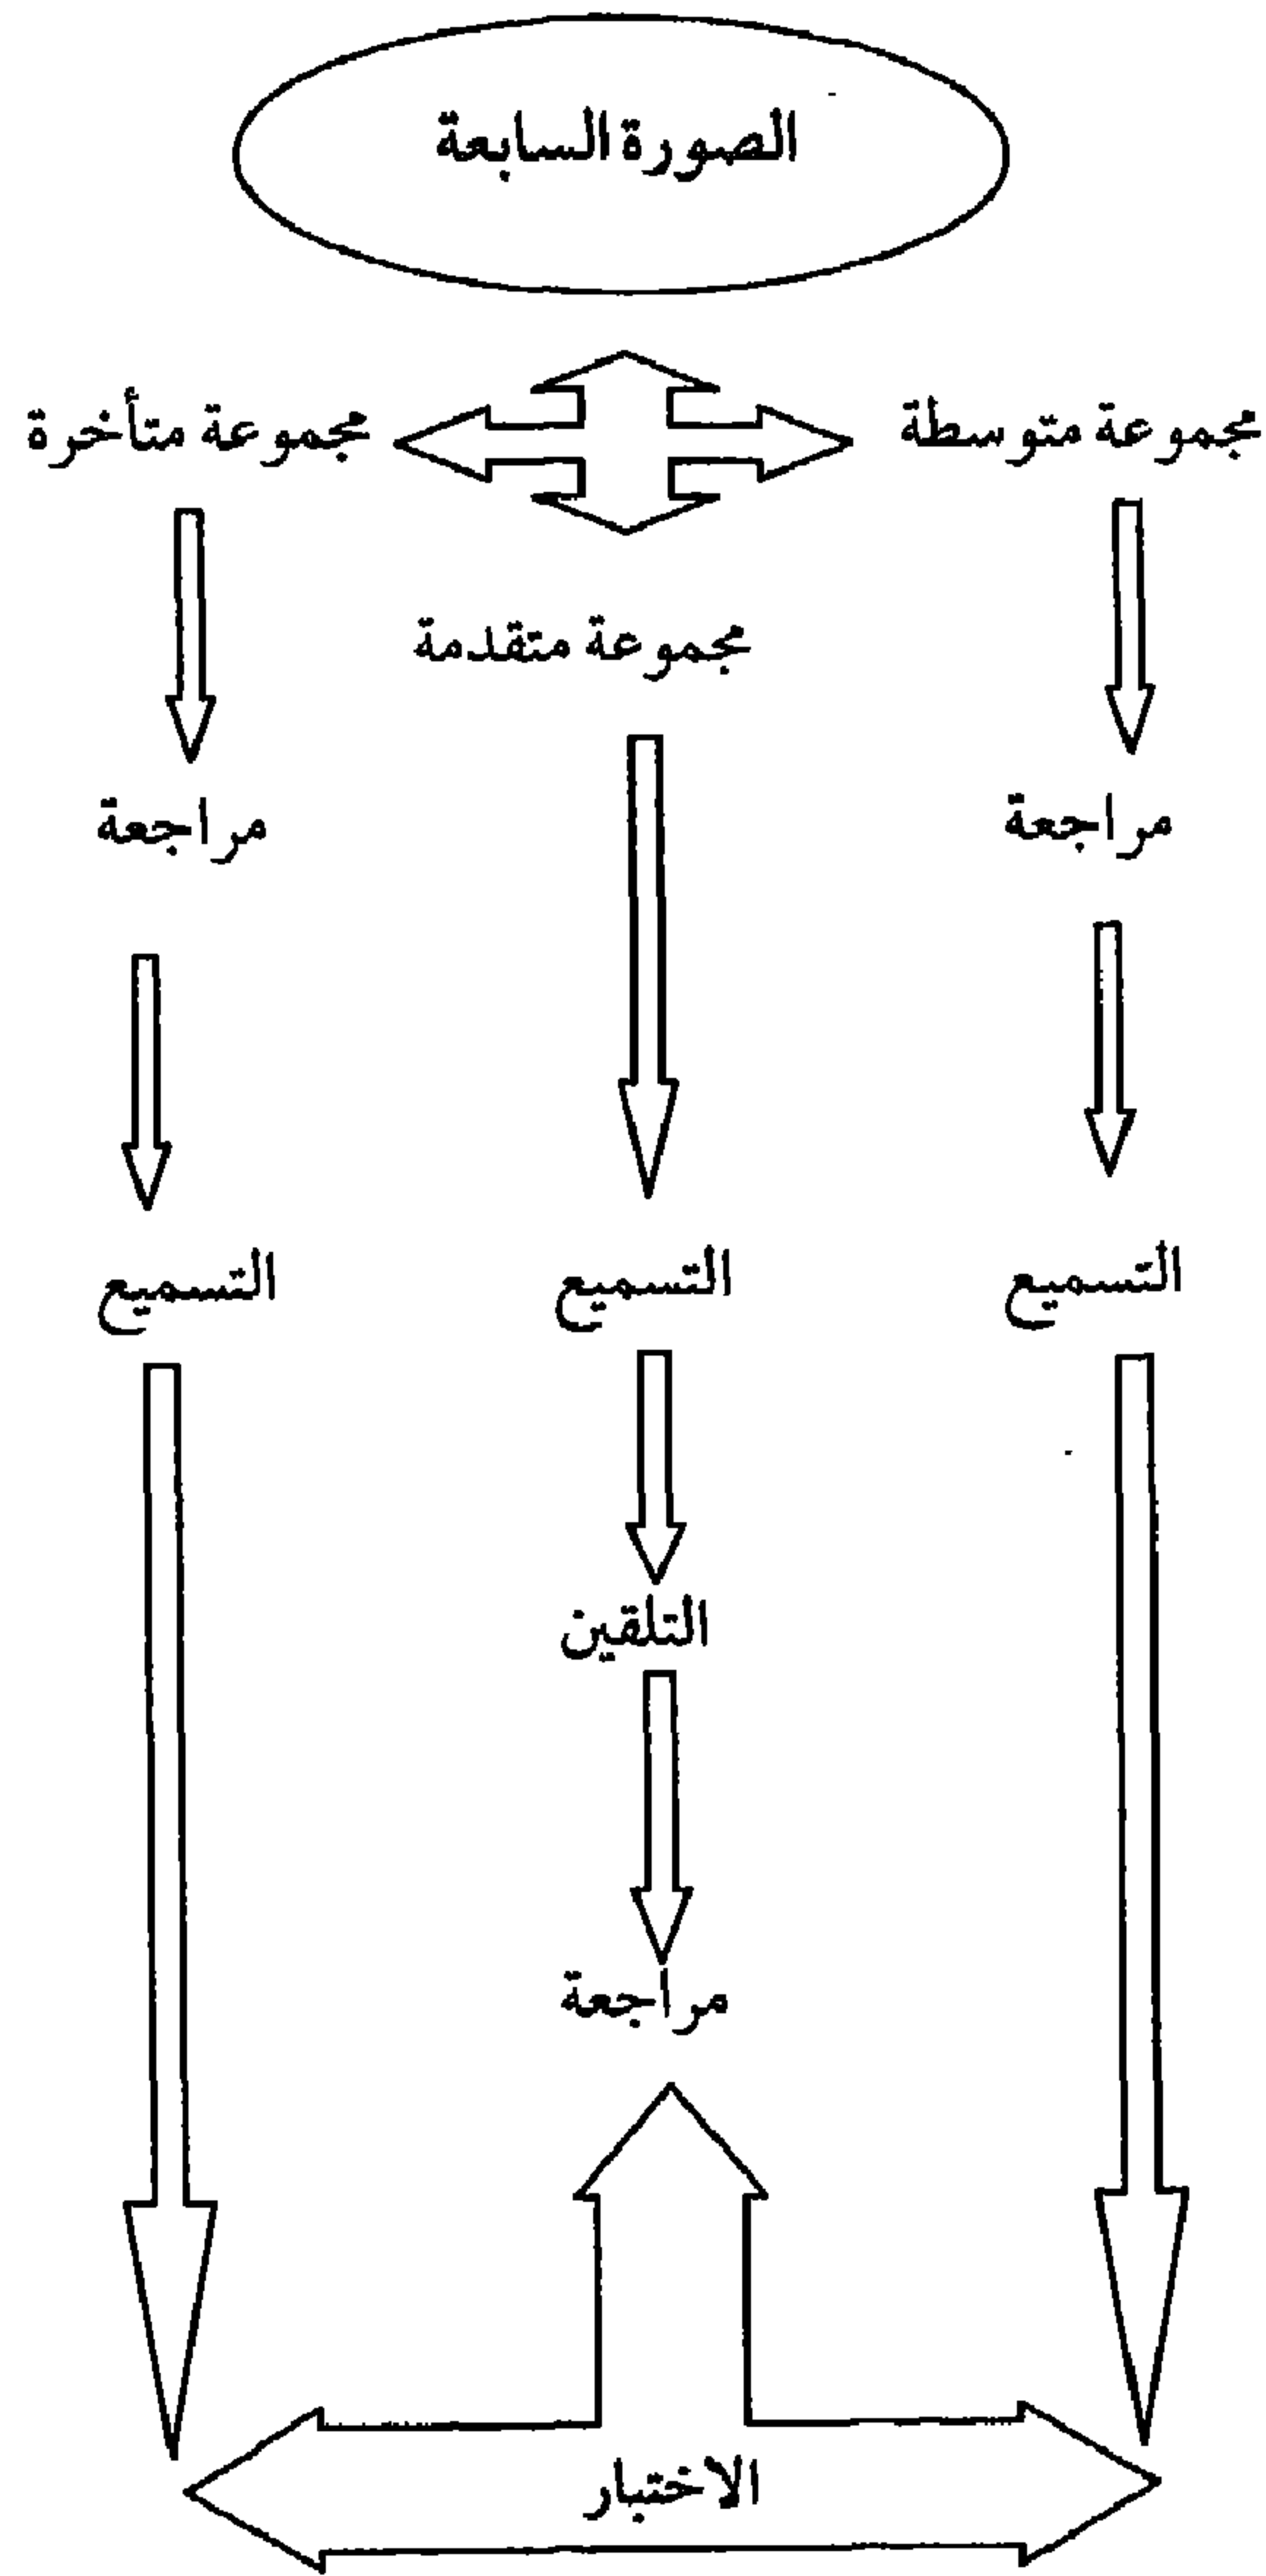 الصورة السابعة
مجموعة متوسطة
مجموعة متأخرة
مجموعة متقدمة
مراجعة
مراجعة
التسميع
التسميع
التسميع
التلقين
مراجعة
الاختبار